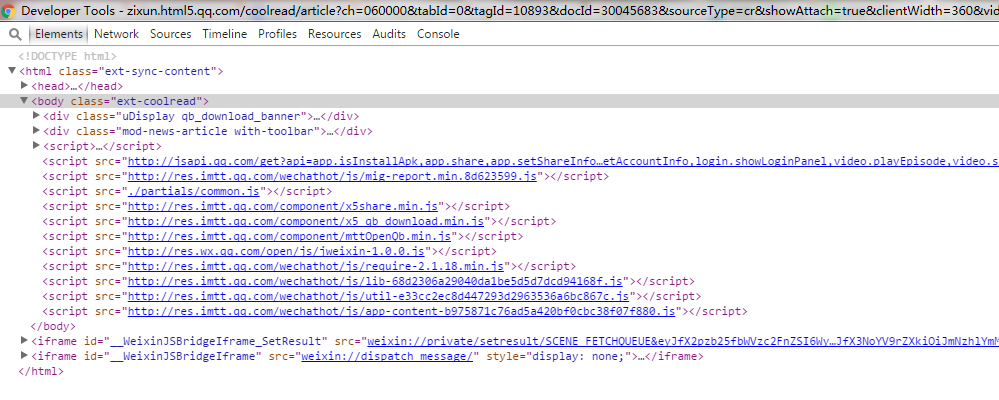 Developer Tools - zixun.html5.qq.com/coolread/article?ch=060000&tabId=0&tagId=10893&docId=30045683&sourceType=cr&showAttach=true&clientWidth=360&vid
Elements Network Sources Timeline Profiles Resources Audits Console
<!DOCTYPE html>
<html class="ext-sync-content">
<head>…</head>
<body class="ext-coolread">
<div class="uDisplay qb_download_banner">…</div>
<div class="mod-news-article with-toolbar">…</div>
<script>…</script>
<script src="http://jsapi.qq.com/get?api=app.isInstallApk,app.share,app.setShareInfo…etAccountInfo,login.showLoginPanel,video.playEpisode,video.s
<script src="http://res.imtt.qq.com/wechathot/js/mig-report.min.8d623599.js"></script>
<script src="./partials/common.js"></script>
<script src="http://res.imtt.qq.com/component/x5share.min.js"></script>
<script src="http://res.imtt.qq.com/component/x5_qb_download.min.js"></script>
<script src="http://res.imtt.qq.com/component/mttOpenQb.min.js"></script>
<script src="http://res.wx.qq.com/open/js/jweixin-1.0.0.js"></script>
<script src="http://res.imtt.qq.com/wechathot/js/require-2.1.18.min.js"></script>
<script src="http://res.imtt.qq.com/wechathot/js/lib-68d2306a29040da1be5d5d7dcd94168f.js"></script>
<script src="http://res.imtt.qq.com/wechathot/js/util-e33cc2ec8d447293d2963536a6bc867c.js"></script>
<script src="http://res.imtt.qq.com/wechathot/js/app-content-b975871c76ad5a420bf0cbc38f07f880.js"></script>
</body>
<iframe id="__WeixinJSBridgeIframe_SetResult" src="weixin://private/setresult/SCENE_FETCHQUEUE&eyJfX2pzb25fbWVzc2FnZSI6Wy…JfX3NoYV9rZXkiOiJmNzhlYmM
<iframe id="__WeixinJSBridgeIframe" src="weixin://dispatch_message/" style="display: none;">…</iframe>
</html>